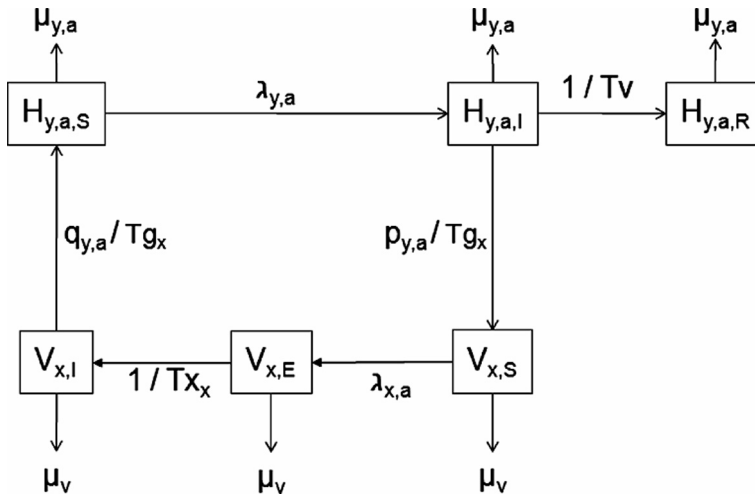 μy,a μy,a μy,a
λy,a 1 / Tv
Hy,a,S Hy,a,I Hy,a,R
qy,a / Tgx py,a / Tgx
Vx,I Vx,E Vx,S
1 / Txx λx,a
μv μv μv